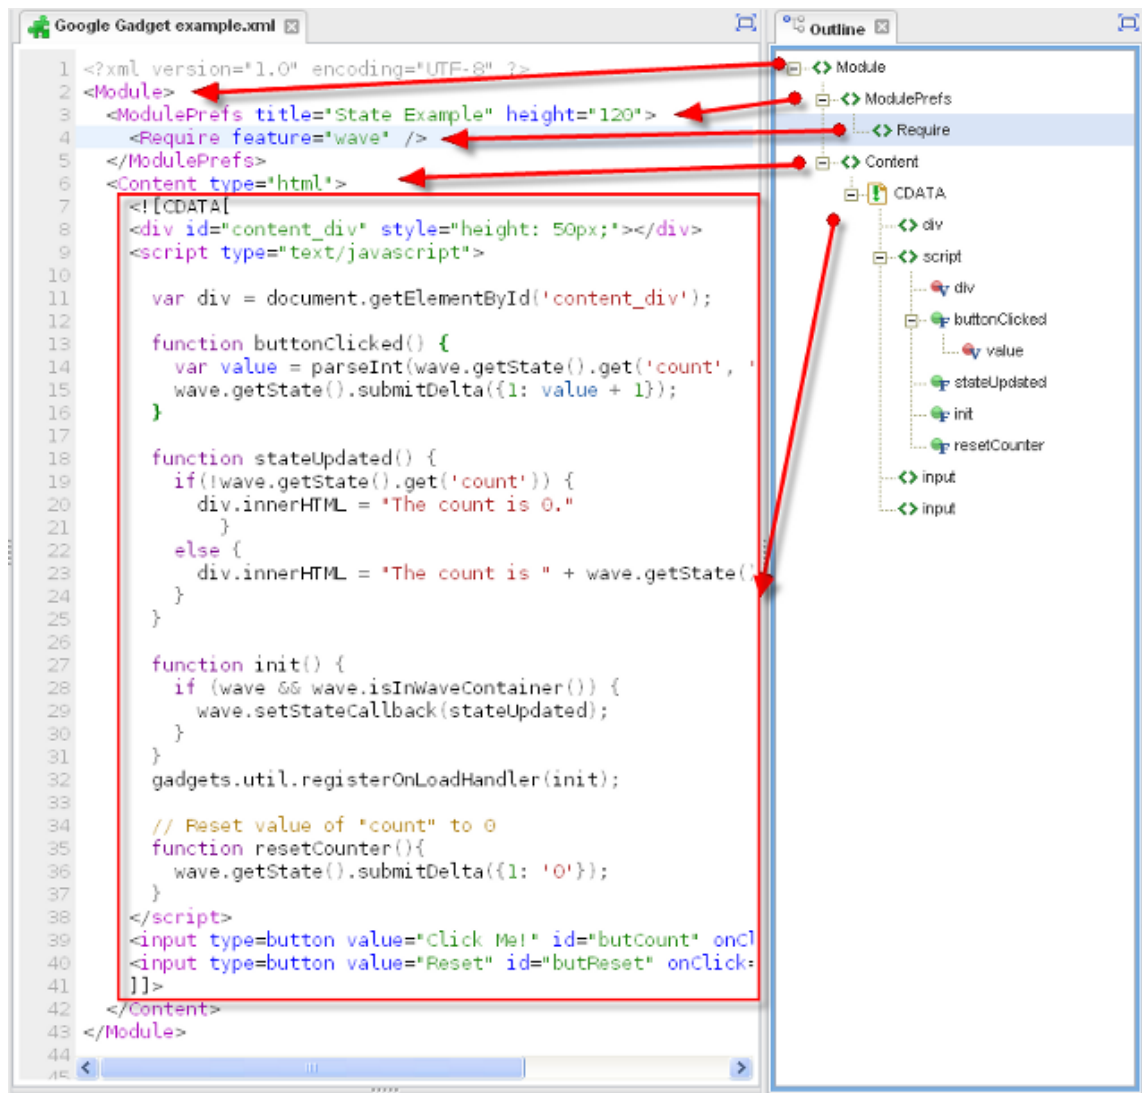 Google Gadget example.xml
1 <?xml version="1.0" encoding="UTF-8" ?>
2 <Module>
3 <ModulePrefs title="State Example" height="120">
4 <Require feature="wave" />
5 </ModulePrefs>
6 <Content type="html">
7 <![CDATA[
8 <div id="content_div" style="height: 50px;"></div>
9 <script type="text/javascript">
10
11 var div = document.getElementById('content_div');
12
13 function buttonClicked() {
14 var value = parseInt(wave.getState().get('count', '
15 wave.getState().submitDelta({1: value + 1});
16 }
17
18 function stateUpdated() {
19 if(!wave.getState().get('count')) {
20 div.innerHTML = "The count is 0."
21 }
22 else {
23 div.innerHTML = "The count is " + wave.getState()
24 }
25 }
26
27 function init() {
28 if (wave && wave.isInWaveContainer()) {
29 wave.setStateCallback(stateUpdated);
30 }
31 }
32 gadgets.util.registerOnLoadHandler(init);
33
34 // Reset value of "count" to 0
35 function resetCounter(){
36 wave.getState().submitDelta({1: '0'});
37 }
38 </script>
39 <input type=button value="Click Me!" id="butCount" onCl
40 <input type=button value="Reset" id="butReset" onClick=
41 ]]>
42 </Content>
43 </Module>
44
45
Outline
Module
ModulePrefs
Require
Content
CDATA
div
script
div
buttonClicked
value
stateUpdated
init
resetCounter
input
input